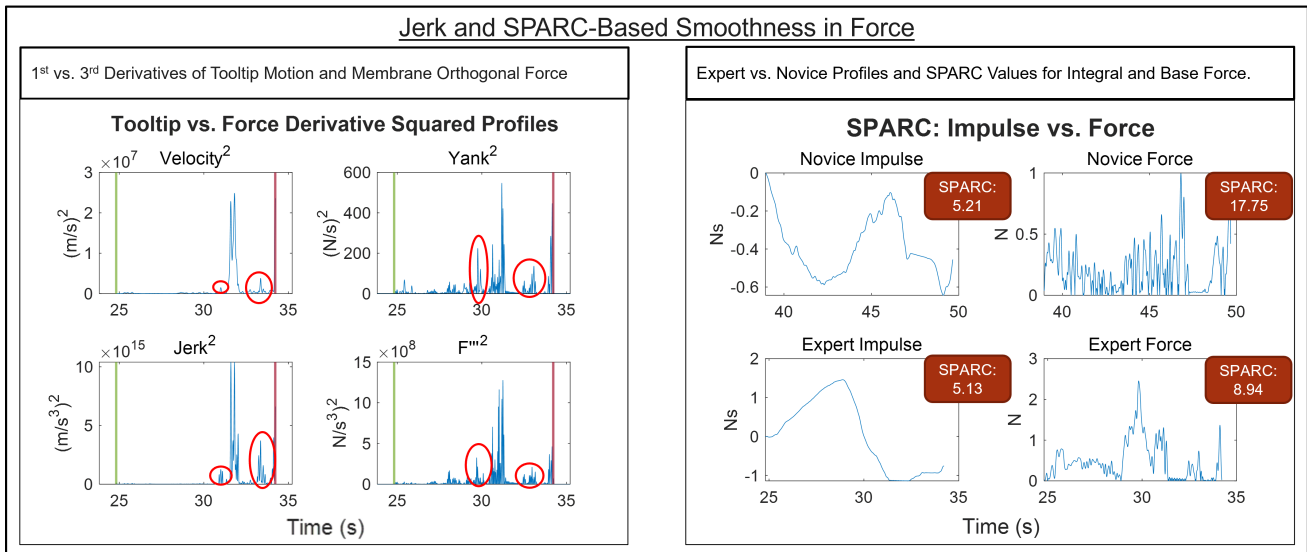 Jerk and SPARC-Based Smoothness in Force
1st vs. 3rd Derivatives of Tooltip Motion and Membrane Orthogonal Force
Tooltip vs. Force Derivative Squared Profiles
×10^7
Velocity^2
3
2
1
0
(m/s)^2
25
30
35
Yank^2
600
400
200
0
(N/s)^2
25
30
35
×10^15
Jerk^2
10
5
0
(m/s^3)^2
25
30
35
×10^8
F'''^2
15
10
5
0
N/s^3)^2
25
30
35
Time (s)
Expert vs. Novice Profiles and SPARC Values for Integral and Base Force.
SPARC: Impulse vs. Force
Novice Impulse
SPARC:
5.21
0
-0.2
-0.4
-0.6
Ns
40
45
50
Novice Force
SPARC:
17.75
1
0.5
0
N
40
45
50
Expert Impulse
SPARC:
5.13
2
1
0
-1
Ns
25
30
35
Expert Force
SPARC:
8.94
3
2
1
0
N
25
30
35
Time (s)